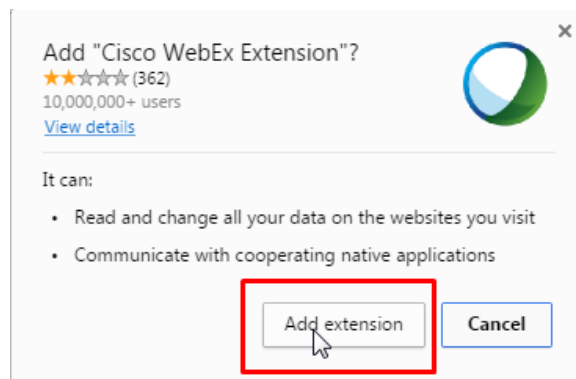 Add "Cisco WebEx Extension"?
(362)
10,000,000+ users
View details
It can:
• Read and change all your data on the websites you visit
• Communicate with cooperating native applications
Add extension Cancel